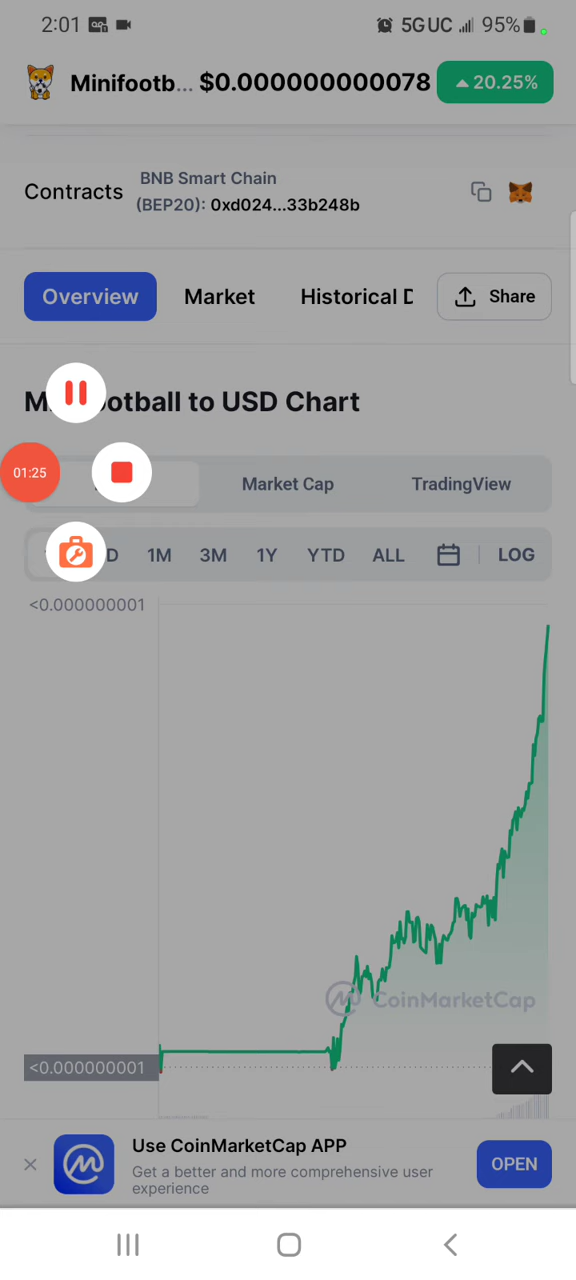 2:01 5GUC 95%
Minifootb... $0.000000000078 20.25%
Contracts
BNB Smart Chain
(BEP20): 0xd024...33b248b
Overview Market Historical D Share
M otball to USD Chart
Market Cap TradingView
D 1M 3M 1Y YTD ALL LOG
01:25
<0.000000001
CoinMarketCap
<0.000000001
Use CoinMarketCap APP
Get a better and more comprehensive user
experience
OPEN